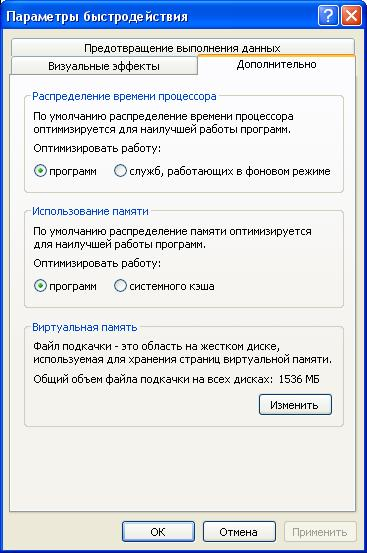 Параметры быстродействия
Предотвращение выполнения данных
Визуальные эффекты
Дополнительно
Распределение времени процессора
По умолчанию распределение времени процессора
оптимизируется для наилучшей работы программ.
Оптимизировать работу:
программ
служб, работающих в фоновом режиме
Использование памяти
По умолчанию распределение памяти оптимизируется
для наилучшей работы программ.
Оптимизировать работу:
программ
системного кэша
Виртуальная память
Файл подкачки - это область на жестком диске,
используемая для хранения страниц виртуальной памяти.
Общий объем файла подкачки на всех дисках: 1536 МБ
Изменить
ОК
Отмена
Применить